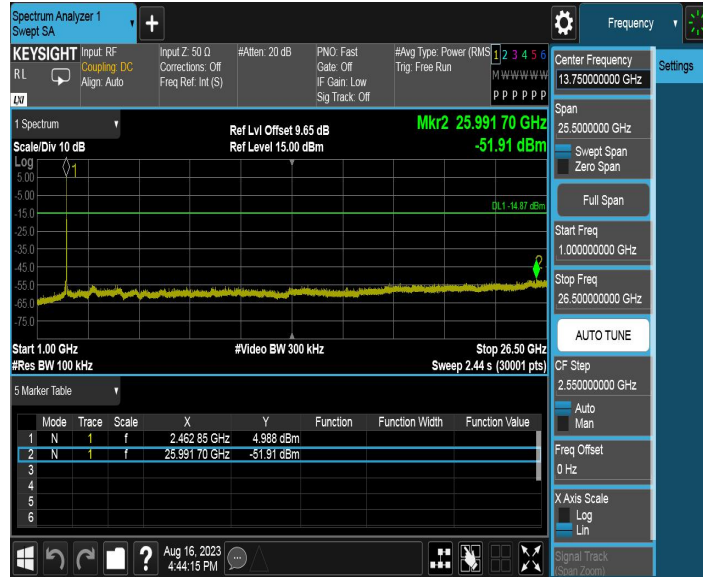 Spectrum Analyzer 1
Swept SA
+
Frequency
KEYSIGHT
RL
LXI
Input: RF
Coupling: DC
Align: Auto
Input Z: 50 Ω
Corrections: Off
Freq Ref: Int (S)
#Atten: 20 dB
PNO: Fast
Gate: Off
IF Gain: Low
Sig Track: Off
#Avg Type: Power (RMS
Trig: Free Run
1 2 3 4 5 6
M W W W W W
P P P P P P
1 Spectrum
Scale/Div 10 dB
Ref Lvl Offset 9.65 dB
Ref Level 15.00 dBm
Mkr2 25.991 70 GHz
-51.91 dBm
Log
1
5.00
-5.00
-15.0
DL1 -14.87 dBm
-25.0
-35.0
-45.0
2
-55.0
-65.0
-75.0
Start 1.00 GHz
#Video BW 300 kHz
Stop 26.50 GHz
#Res BW 100 kHz
Sweep 2.44 s (30001 pts)
5 Marker Table
Mode Trace Scale X Y Function Function Width Function Value
1 N 1 f 2.462 85 GHz 4.988 dBm
2 N 1 f 25.991 70 GHz -51.91 dBm
3
4
5
6
?
Aug 16, 2023
4:44:15 PM
Settings
Center Frequency
13.750000000 GHz
Span
25.5000000 GHz
Swept Span
Zero Span
Full Span
Start Freq
1.000000000 GHz
Stop Freq
26.500000000 GHz
AUTO TUNE
CF Step
2.550000000 GHz
Auto
Man
Freq Offset
0 Hz
X Axis Scale
Log
Lin
Signal Track
(Span Zoom)